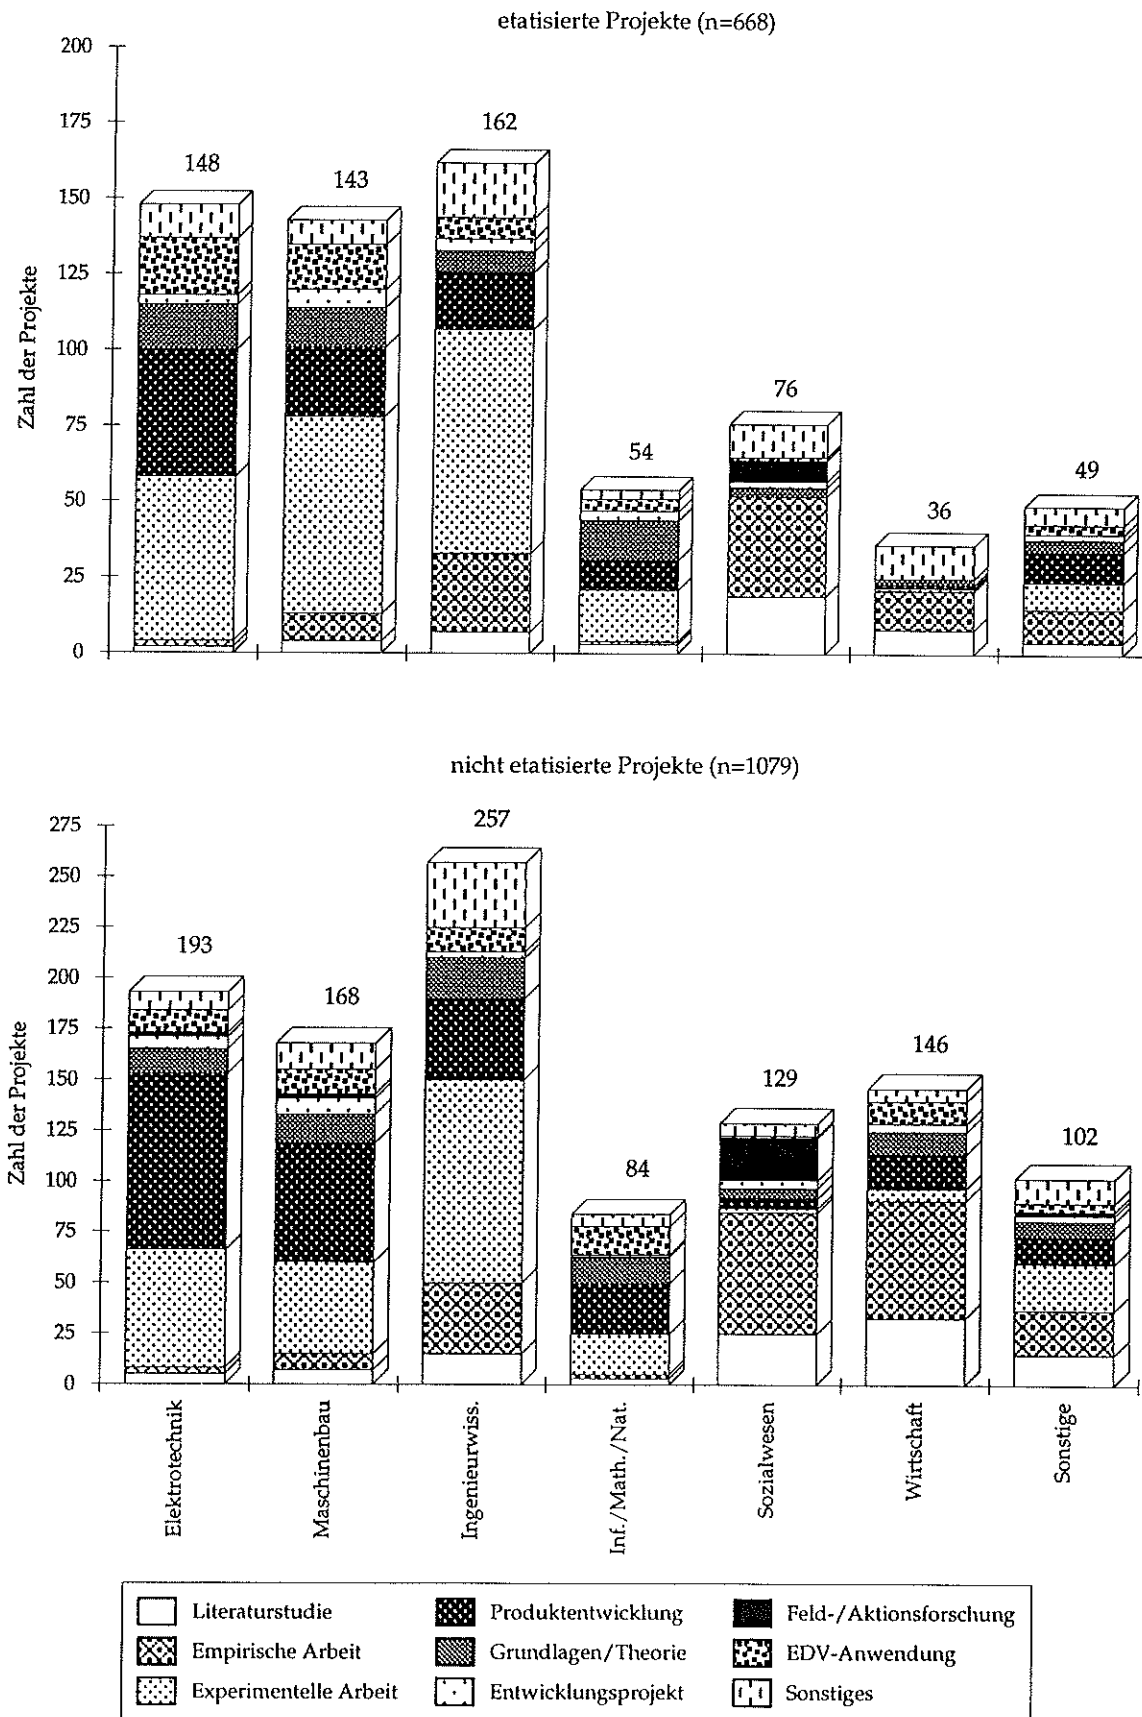 etatisierte Projekte (n=668)
200
175
150
125
100
75
50
25
0
Zahl der Projekte
148
143
162
54
76
36
49
nicht etatisierte Projekte (n=1079)
275
250
225
200
175
150
125
100
75
50
25
0
Zahl der Projekte
193
168
257
84
129
146
102
Elektrotechnik
Maschinenbau
Ingenieurwiss.
Inf./Math./Nat.
Sozialwesen
Wirtschaft
Sonstige
Literaturstudie
Empirische Arbeit
Experimentelle Arbeit
Produktentwicklung
Grundlagen/Theorie
Entwicklungsprojekt
Feld-/Aktionsforschung
EDV-Anwendung
Sonstiges